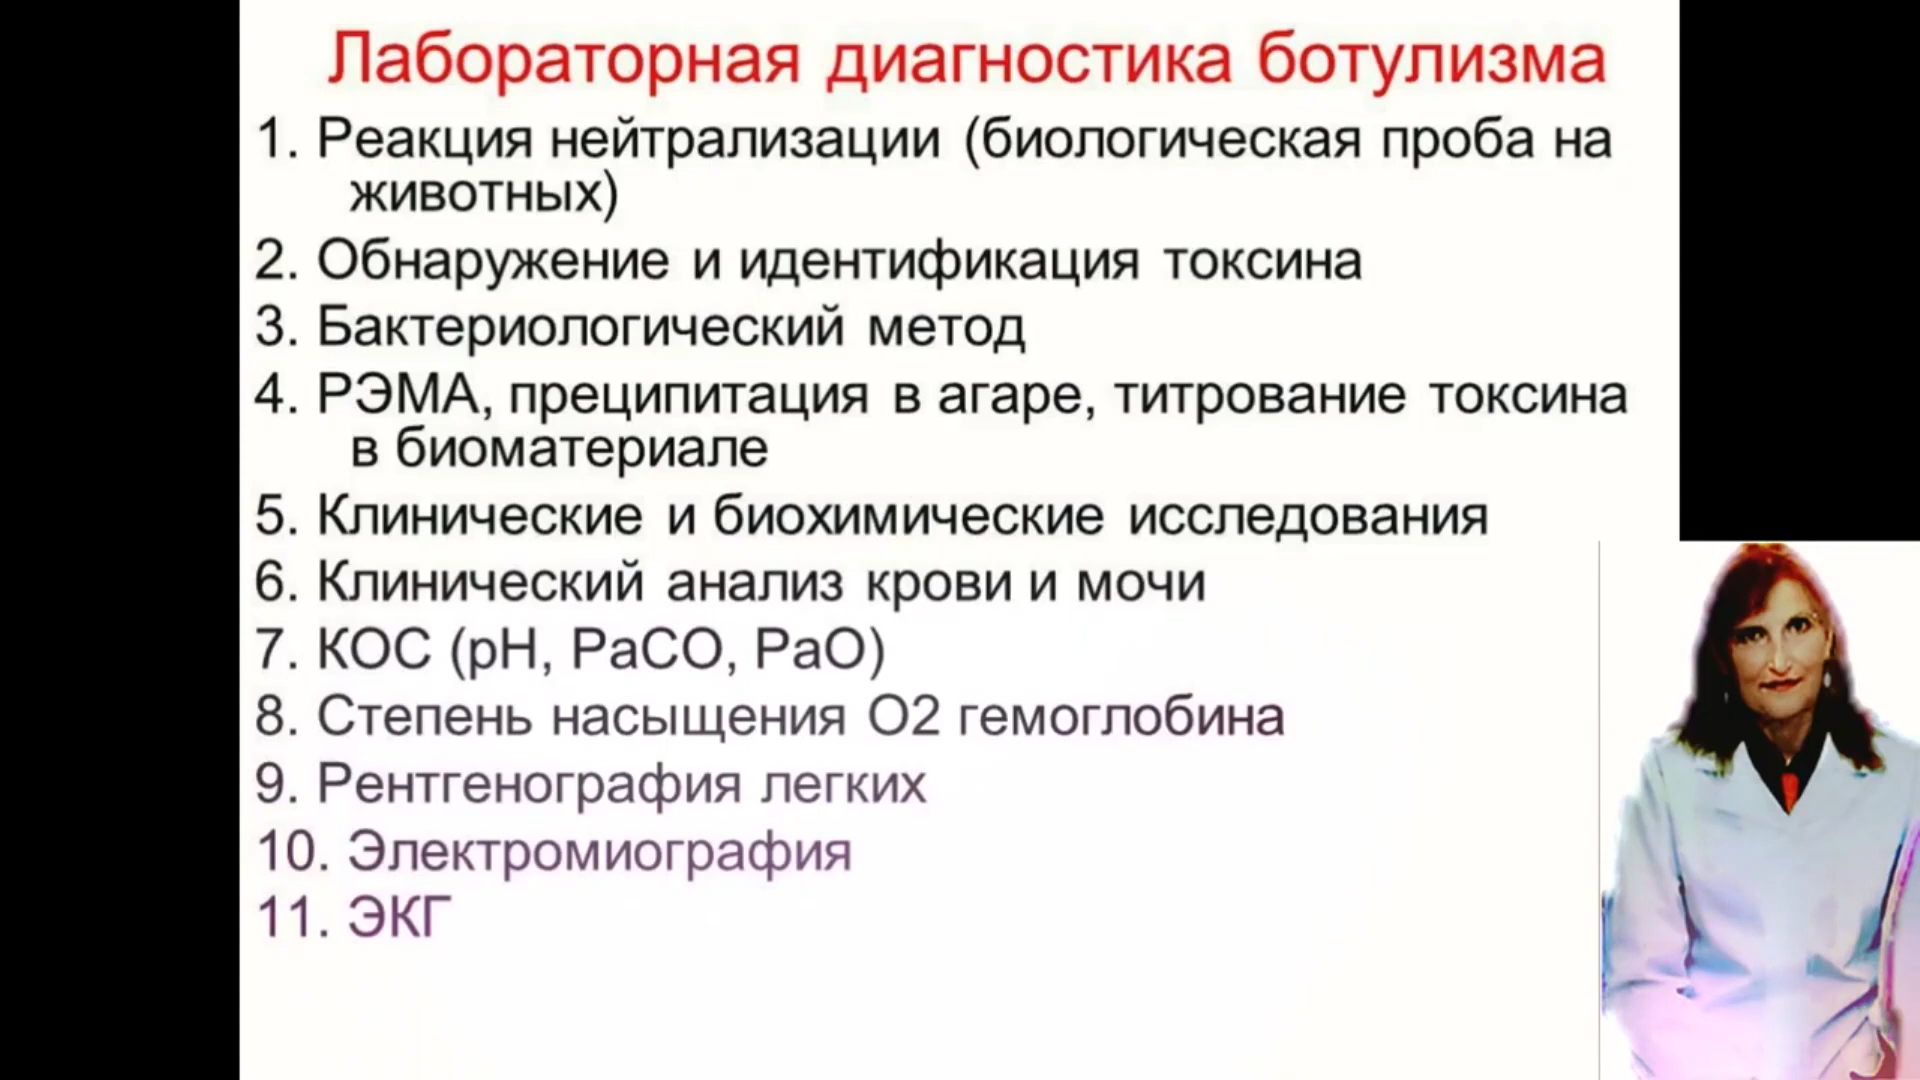 Лабораторная диагностика ботулизма
1. Реакция нейтрализации (биологическая проба на
животных)
2. Обнаружение и идентификация токсина
3. Бактериологический метод
4. РЭМА, преципитация в агаре, титрование токсина
в биоматериале
5. Клинические и биохимические исследования
6. Клинический анализ крови и мочи
7. КОС (pH, PaCO, PaO)
8. Степень насыщения О2 гемоглобина
9. Рентгенография легких
10. Электромиография
11. ЭКГ